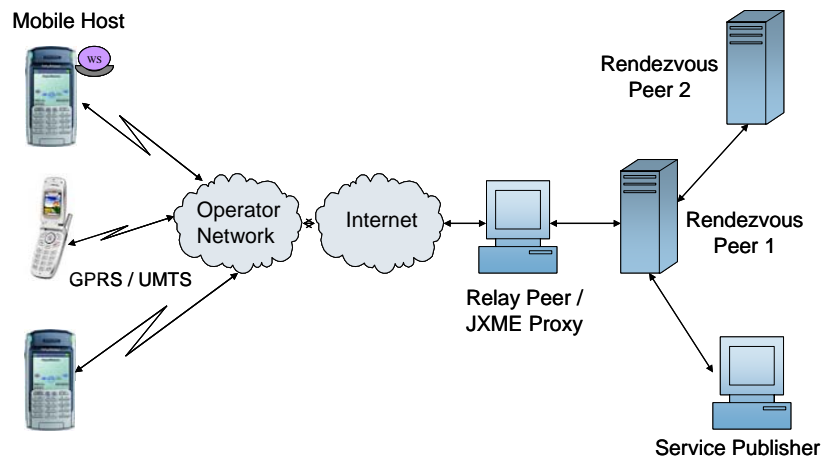 Mobile Host
WS
GPRS / UMTS
Operator
Network
Internet
Relay Peer /
JXME Proxy
Rendezvous
Peer 2
Rendezvous
Peer 1
Service Publisher